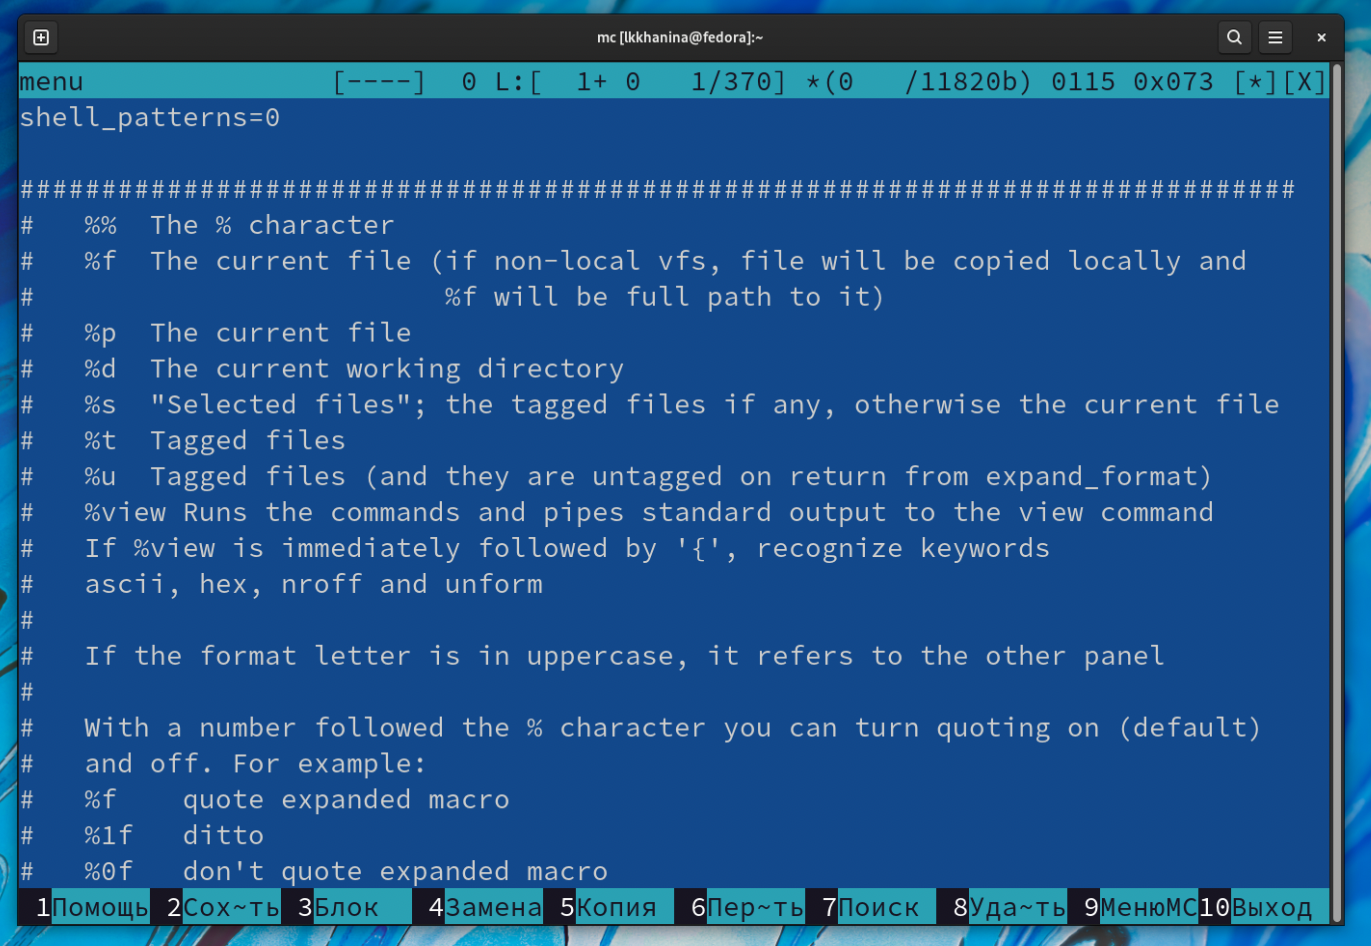 mc [lkkhanina@fedora]:~
menu               [----]  0 L:[  1+ 0   1/370] *(0   /11820b) 0115 0x073 [*][X]
shell_patterns=0
##############################################################################
#   %%  The % character
#   %f  The current file (if non-local vfs, file will be copied locally and
#                         %f will be full path to it)
#   %p  The current file
#   %d  The current working directory
#   %s  "Selected files"; the tagged files if any, otherwise the current file
#   %t  Tagged files
#   %u  Tagged files (and they are untagged on return from expand_format)
#   %view Runs the commands and pipes standard output to the view command
#   If %view is immediately followed by '{', recognize keywords
#   ascii, hex, nroff and unform
#
#   If the format letter is in uppercase, it refers to the other panel
#
#   With a number followed the % character you can turn quoting on (default)
#   and off. For example:
#   %f    quote expanded macro
#   %1f   ditto
#   %0f   don't quote expanded macro
1Помощь 2Сох~ть 3Блок 4Замена 5Копия 6Пер~ть 7Поиск 8Уда~ть 9МенюMC 10Выход